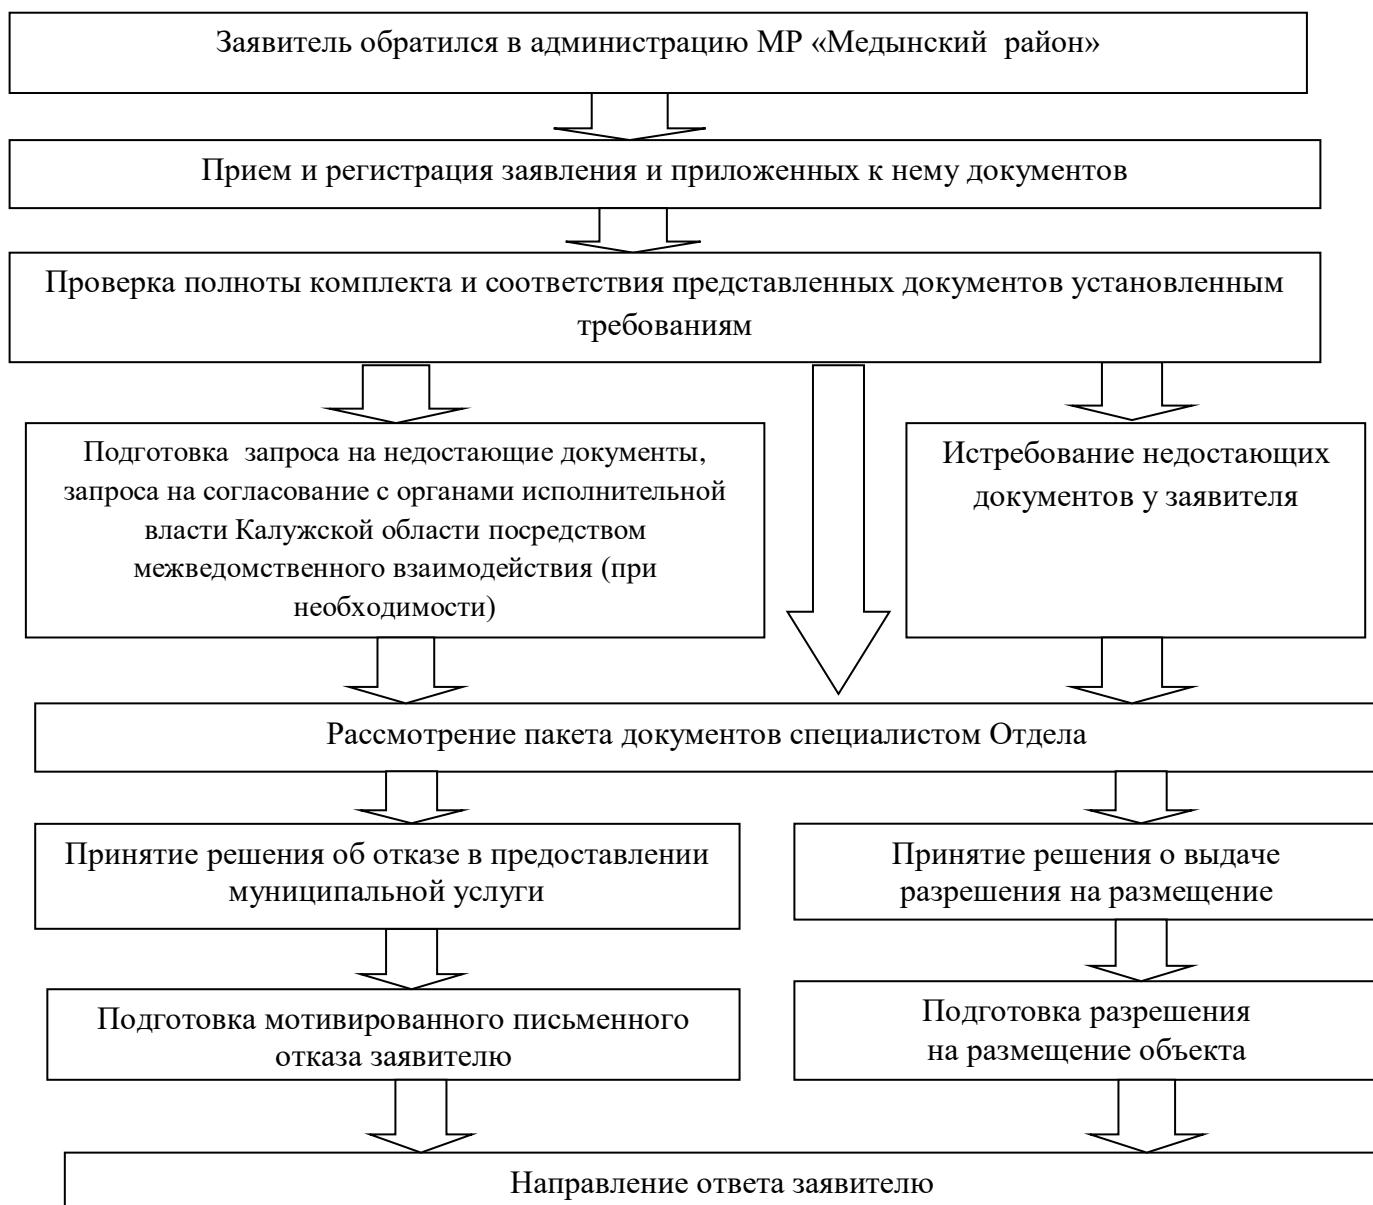 Заявитель обратился в администрацию МР «Медынский  район»
Прием и регистрация заявления и приложенных к нему документов
Проверка полноты комплекта и соответствия представленных документов установленным
требованиям
Подготовка  запроса на недостающие документы,
запроса на согласование с органами исполнительной
власти Калужской области посредством
межведомственного взаимодействия (при
необходимости)
Истребование недостающих
документов у заявителя
Рассмотрение пакета документов специалистом Отдела
Принятие решения об отказе в предоставлении
муниципальной услуги
Принятие решения о выдаче
разрешения на размещение
Подготовка мотивированного письменного
отказа заявителю
Подготовка разрешения
на размещение объекта
Направление ответа заявителю